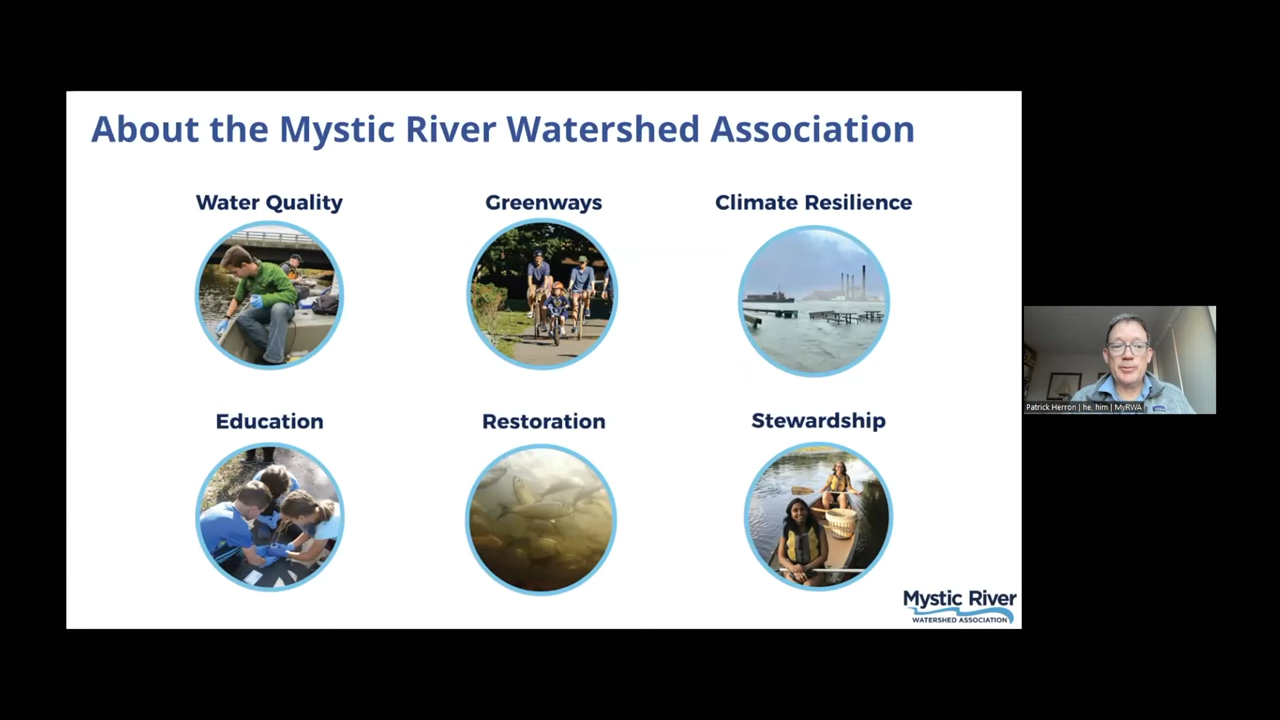 About the Mystic River Watershed Association
Water Quality
Greenways
Climate Resilience
Education
Restoration
Stewardship
Mystic River
WATERSHED ASSOCIATION
Patrick Herron | he, him | MyRWA